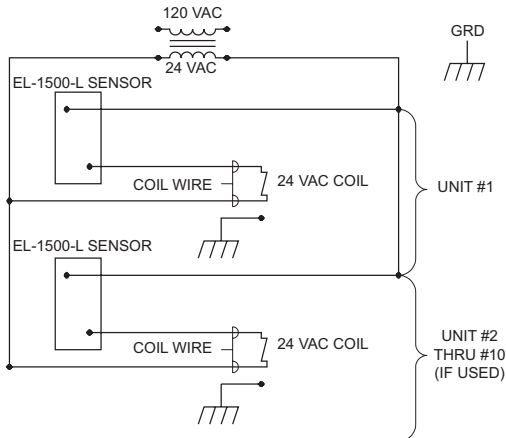 120 VAC
24 VAC
GRD
EL-1500-L SENSOR
COIL WIRE
24 VAC COIL
UNIT #1
EL-1500-L SENSOR
COIL WIRE
24 VAC COIL
UNIT #2
THRU #10
(IF USED)